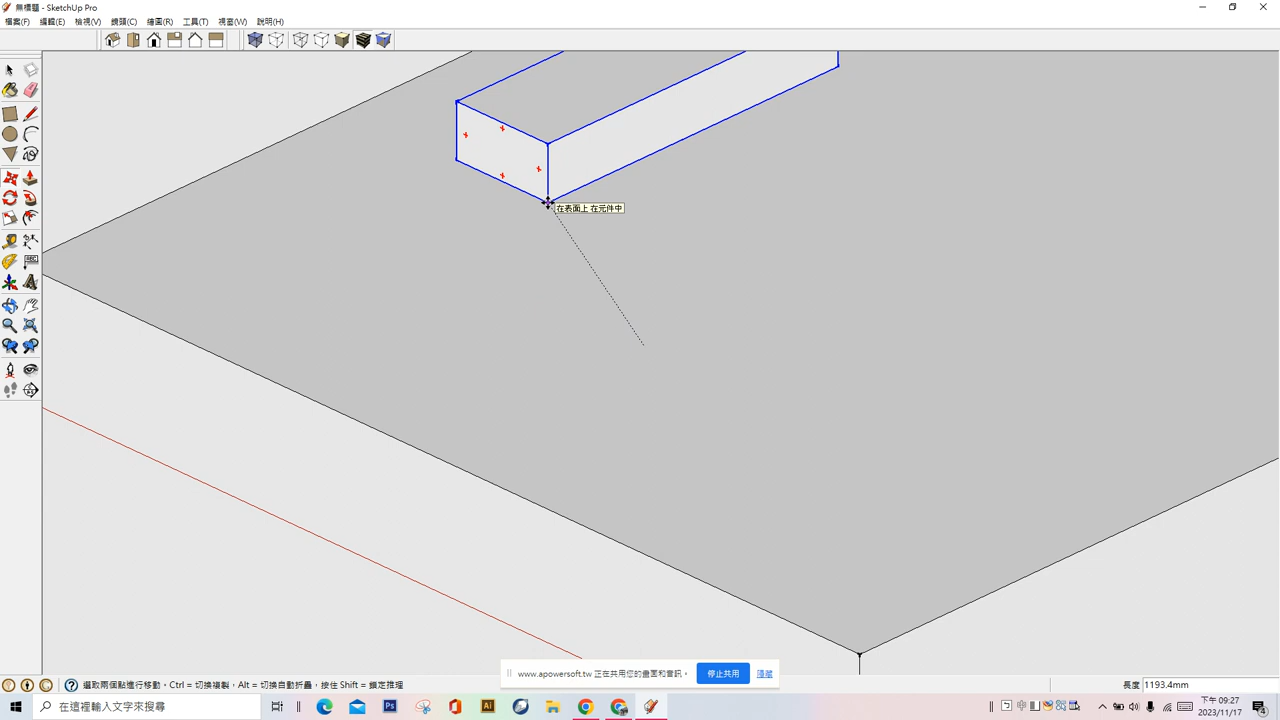 無標題 - SketchUp Pro
檔案(F) 編輯(E) 檢視(V) 鏡頭(C) 繪圖(R) 工具(T) 視窗(W) 說明(H)
在表面上 在元件中
ABC
www.apowersoft.tw 正在共用您的畫面和音訊。 停止共用 隱藏
選取兩個點進行移動。Ctrl = 切換複製，Alt = 切換自動折疊，按住 Shift = 鎖定推理
長度 1193.4mm
在這裡輸入文字來搜尋
Ps
Ai
中
下午 09:27
2023/11/17
4